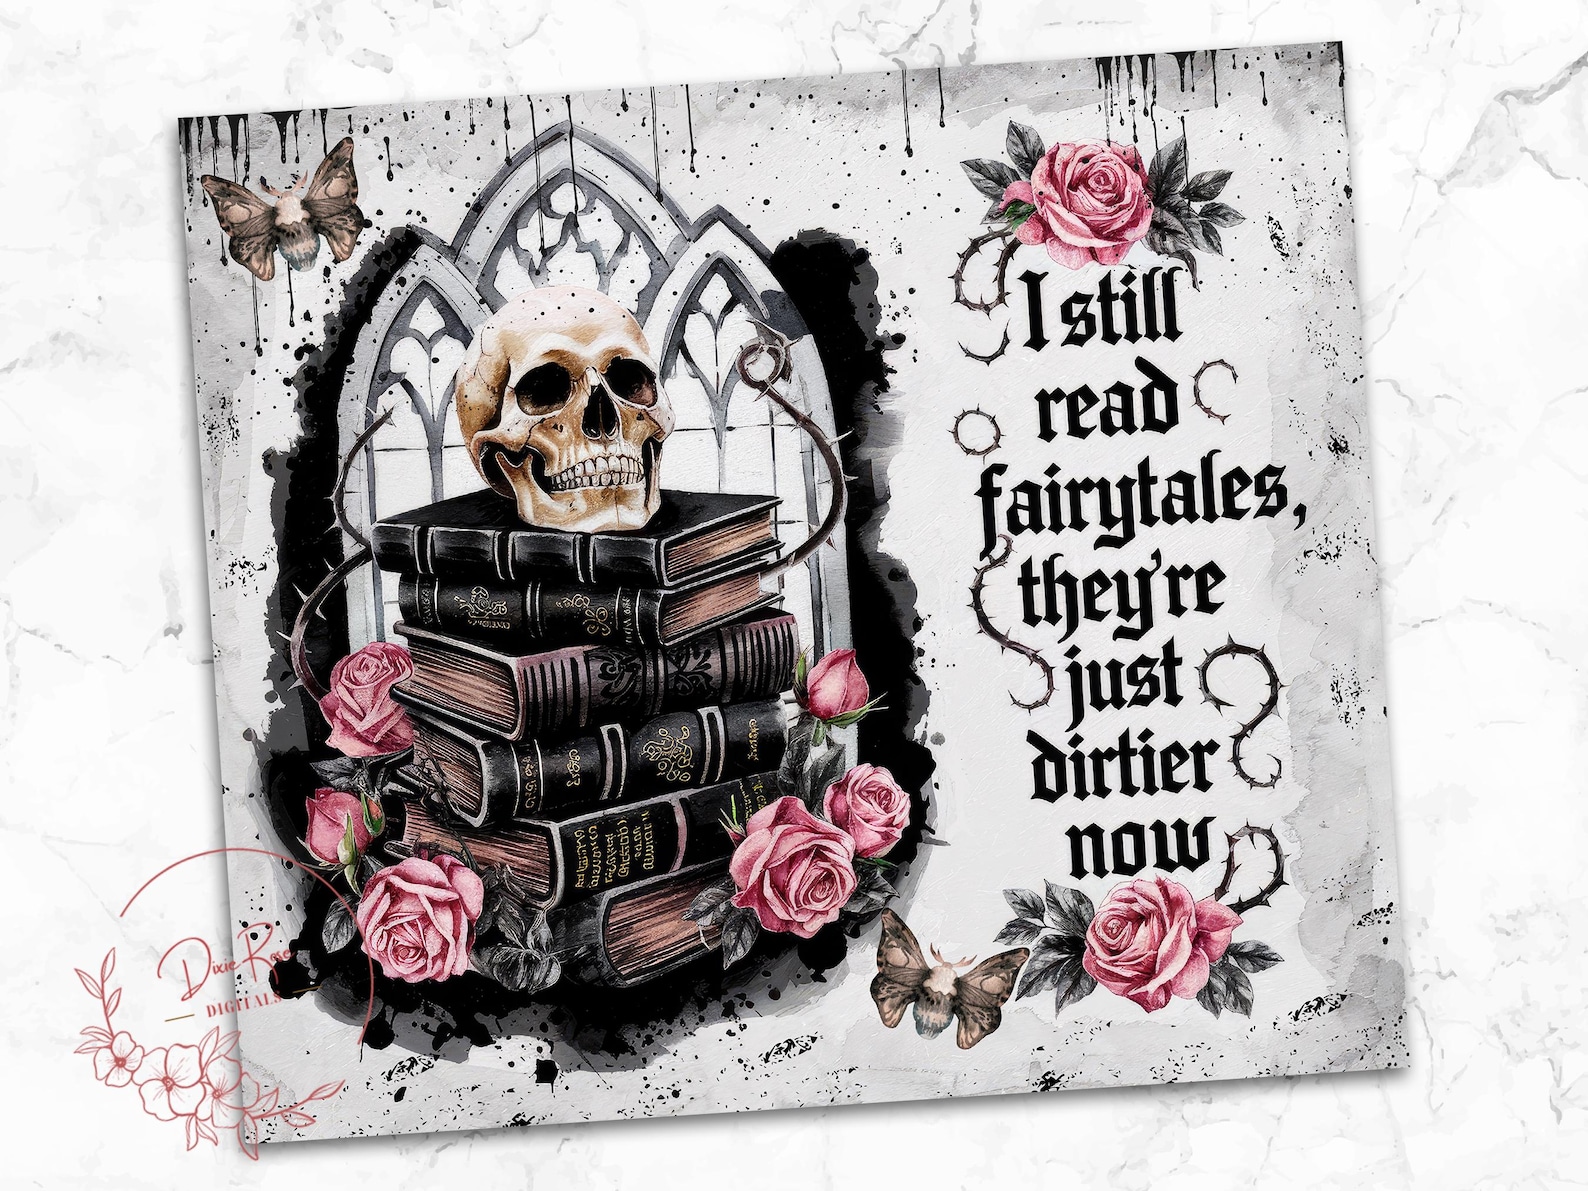 I still
read
fairytales,
they're
just
dirtier
now
Dixie Rose
DIGITALS